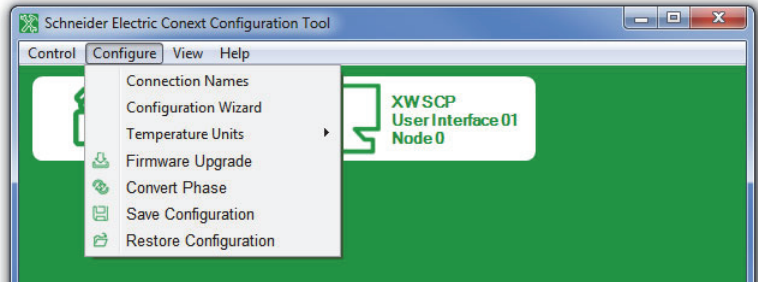 Schneider Electric Conext Configuration Tool
Control Configure View Help
Connection Names
Configuration Wizard
Temperature Units
Firmware Upgrade
Convert Phase
Save Configuration
Restore Configuration
XW SCP
User Interface 01
Node 0